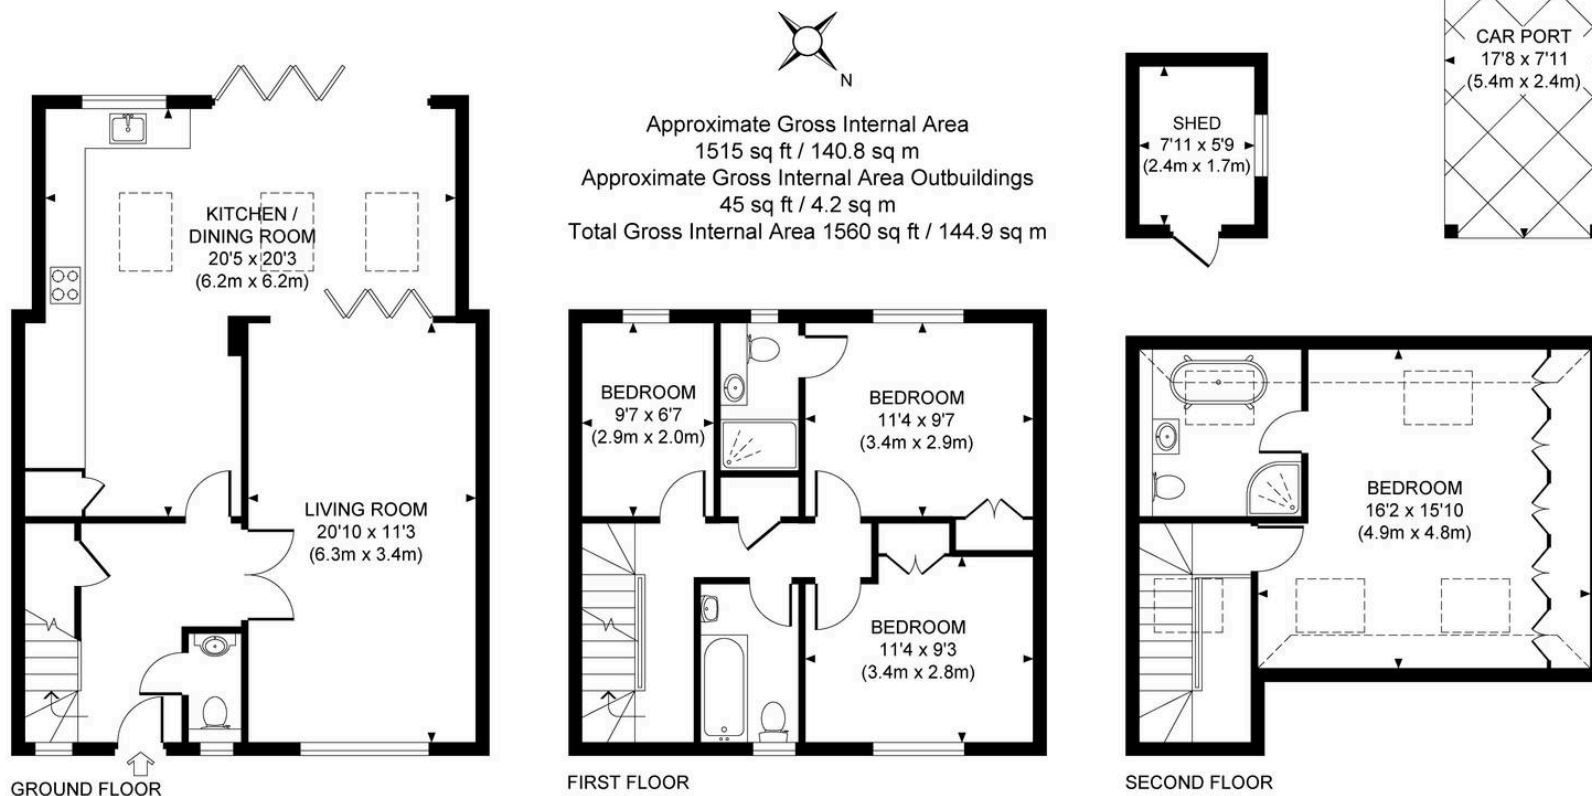 N
Approximate Gross Internal Area
1515 sq ft / 140.8 sq m
Approximate Gross Internal Area Outbuildings
45 sq ft / 4.2 sq m
Total Gross Internal Area 1560 sq ft / 144.9 sq m
SHED
7'11 x 5'9
(2.4m x 1.7m)
CAR PORT
17'8 x 7'11
(5.4m x 2.4m)
KITCHEN /
DINING ROOM
20'5 x 20'3
(6.2m x 6.2m)
LIVING ROOM
20'10 x 11'3
(6.3m x 3.4m)
GROUND FLOOR
BEDROOM
9'7 x 6'7
(2.9m x 2.0m)
BEDROOM
11'4 x 9'7
(3.4m x 2.9m)
BEDROOM
11'4 x 9'3
(3.4m x 2.8m)
FIRST FLOOR
BEDROOM
16'2 x 15'10
(4.9m x 4.8m)
SECOND FLOOR